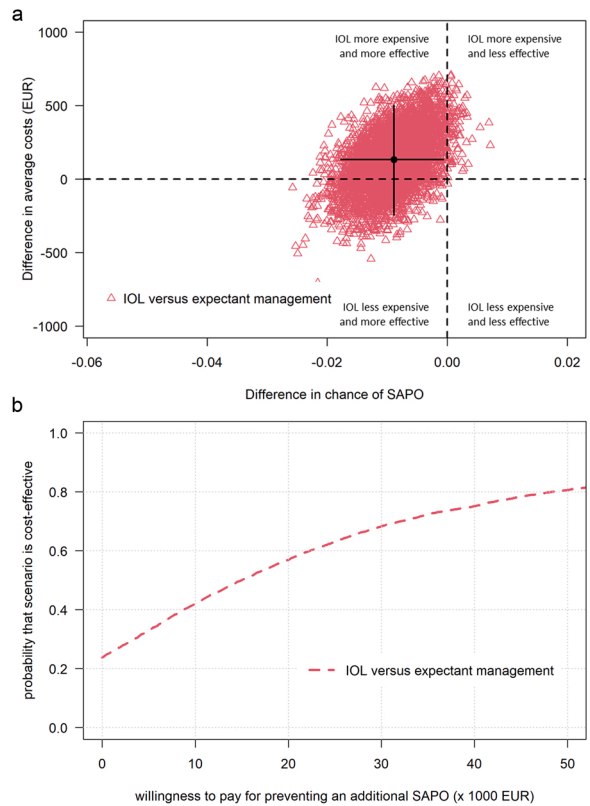 a
1000
500
0
-500
-1000
Difference in average costs (EUR)
IOL more expensive
and more effective
IOL more expensive
and less effective
IOL versus expectant management
IOL less expensive
and more effective
IOL less expensive
and less effective
-0.06
-0.04
-0.02
0.00
0.02
Difference in chance of SAPO
b
1.0
0.8
0.6
0.4
0.2
0.0
probability that scenario is cost-effective
IOL versus expectant management
0
10
20
30
40
50
willingness to pay for preventing an additional SAPO (x 1000 EUR)